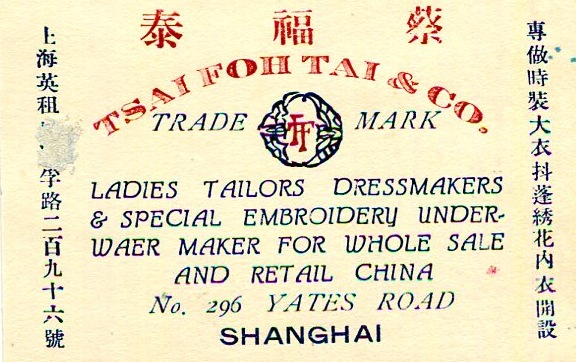 蔡福泰
TSAI FOH TAI & CO.
TRADE MARK
TFT
LADIES TAILORS DRESSMAKERS
& SPECIAL EMBROIDERY UNDER-
WAER MAKER FOR WHOLE SALE
AND RETAIL CHINA
No. 296 YATES ROAD
SHANGHAI
專做時裝大衣抖蓬綉花內衣開設
上海英租孚路二百九十六號